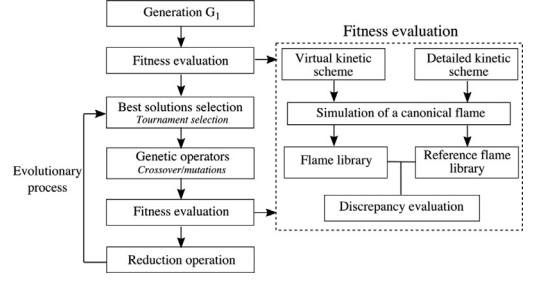 Generation G1
Fitness evaluation
Best solutions selection
Tournament selection
Genetic operators
Crossover/mutations
Fitness evaluation
Reduction operation
Evolutionary
process
Fitness evaluation
Virtual kinetic
scheme
Detailed kinetic
scheme
Simulation of a canonical flame
Flame library
Reference flame
library
Discrepancy evaluation